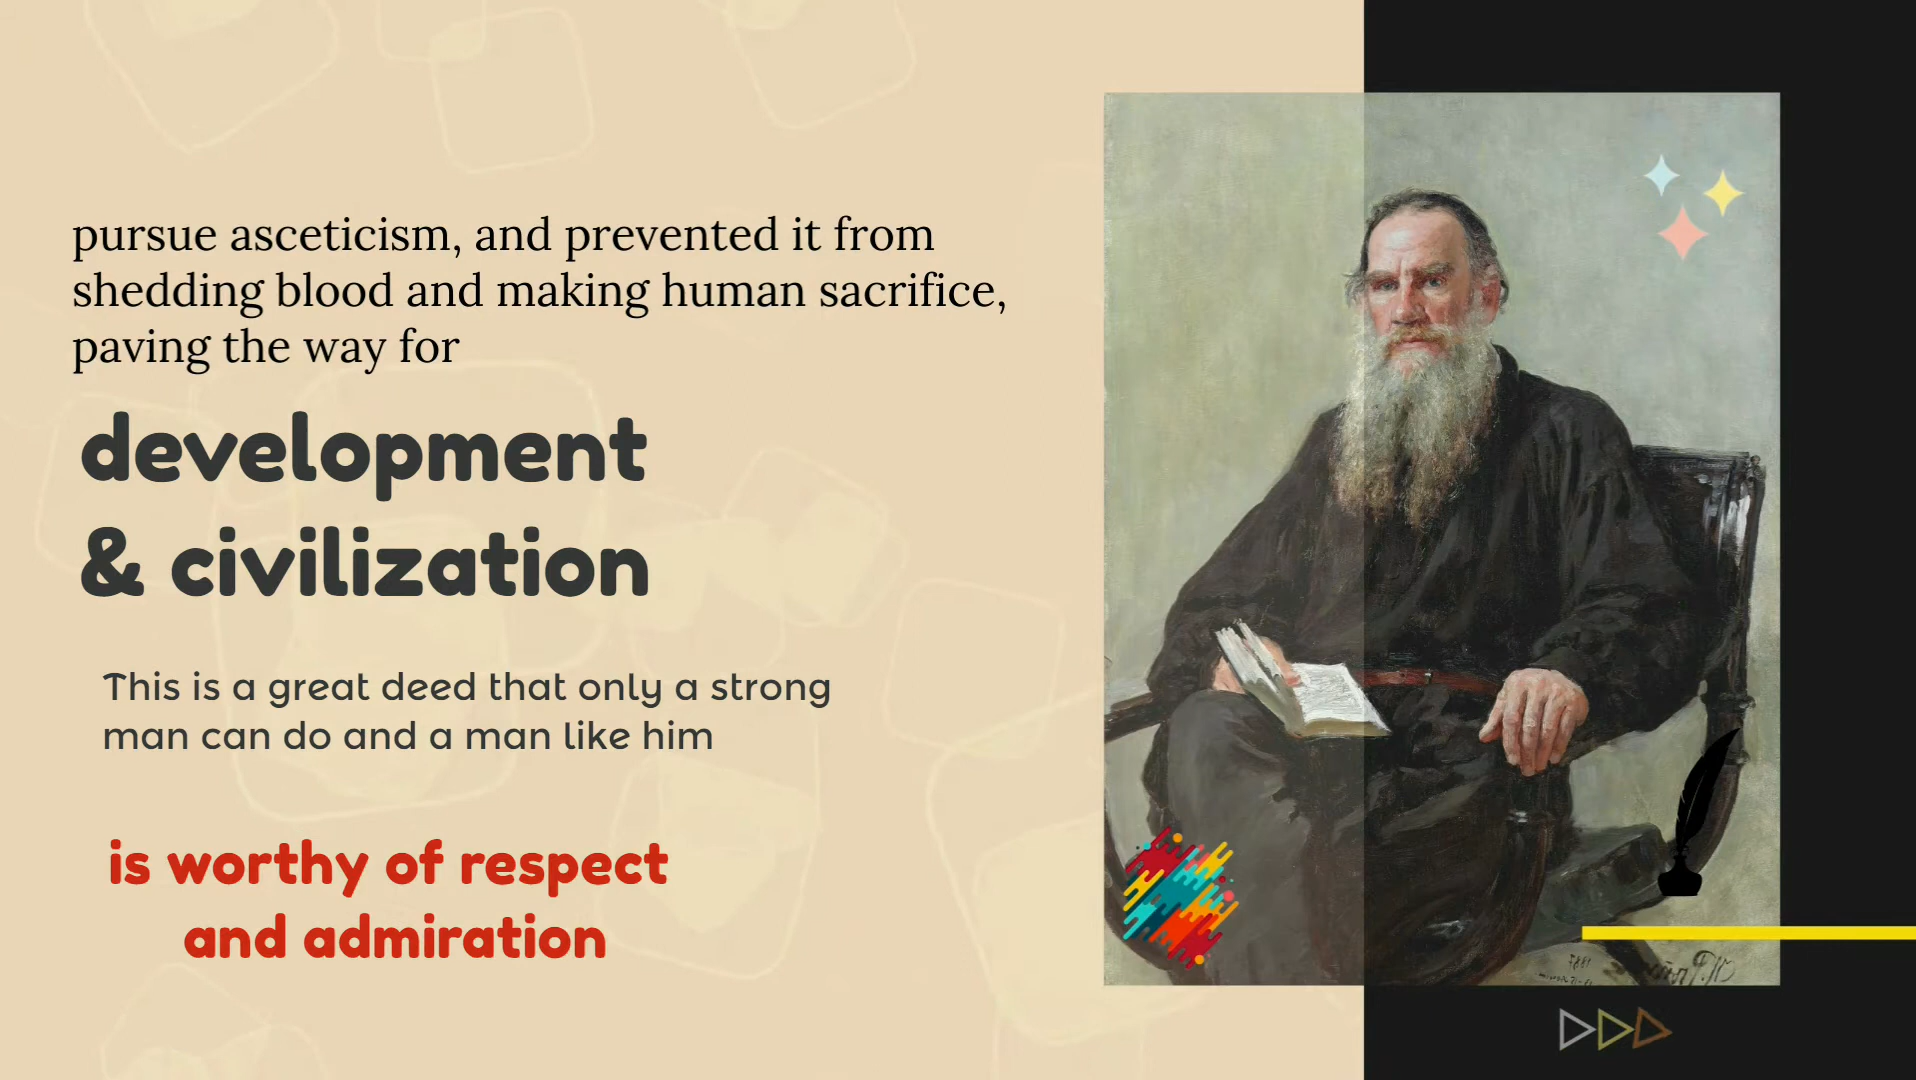 pursue asceticism, and prevented it from
shedding blood and making human sacrifice,
paving the way for
development
& civilization
This is a great deed that only a strong
man can do and a man like him
is worthy of respect
and admiration